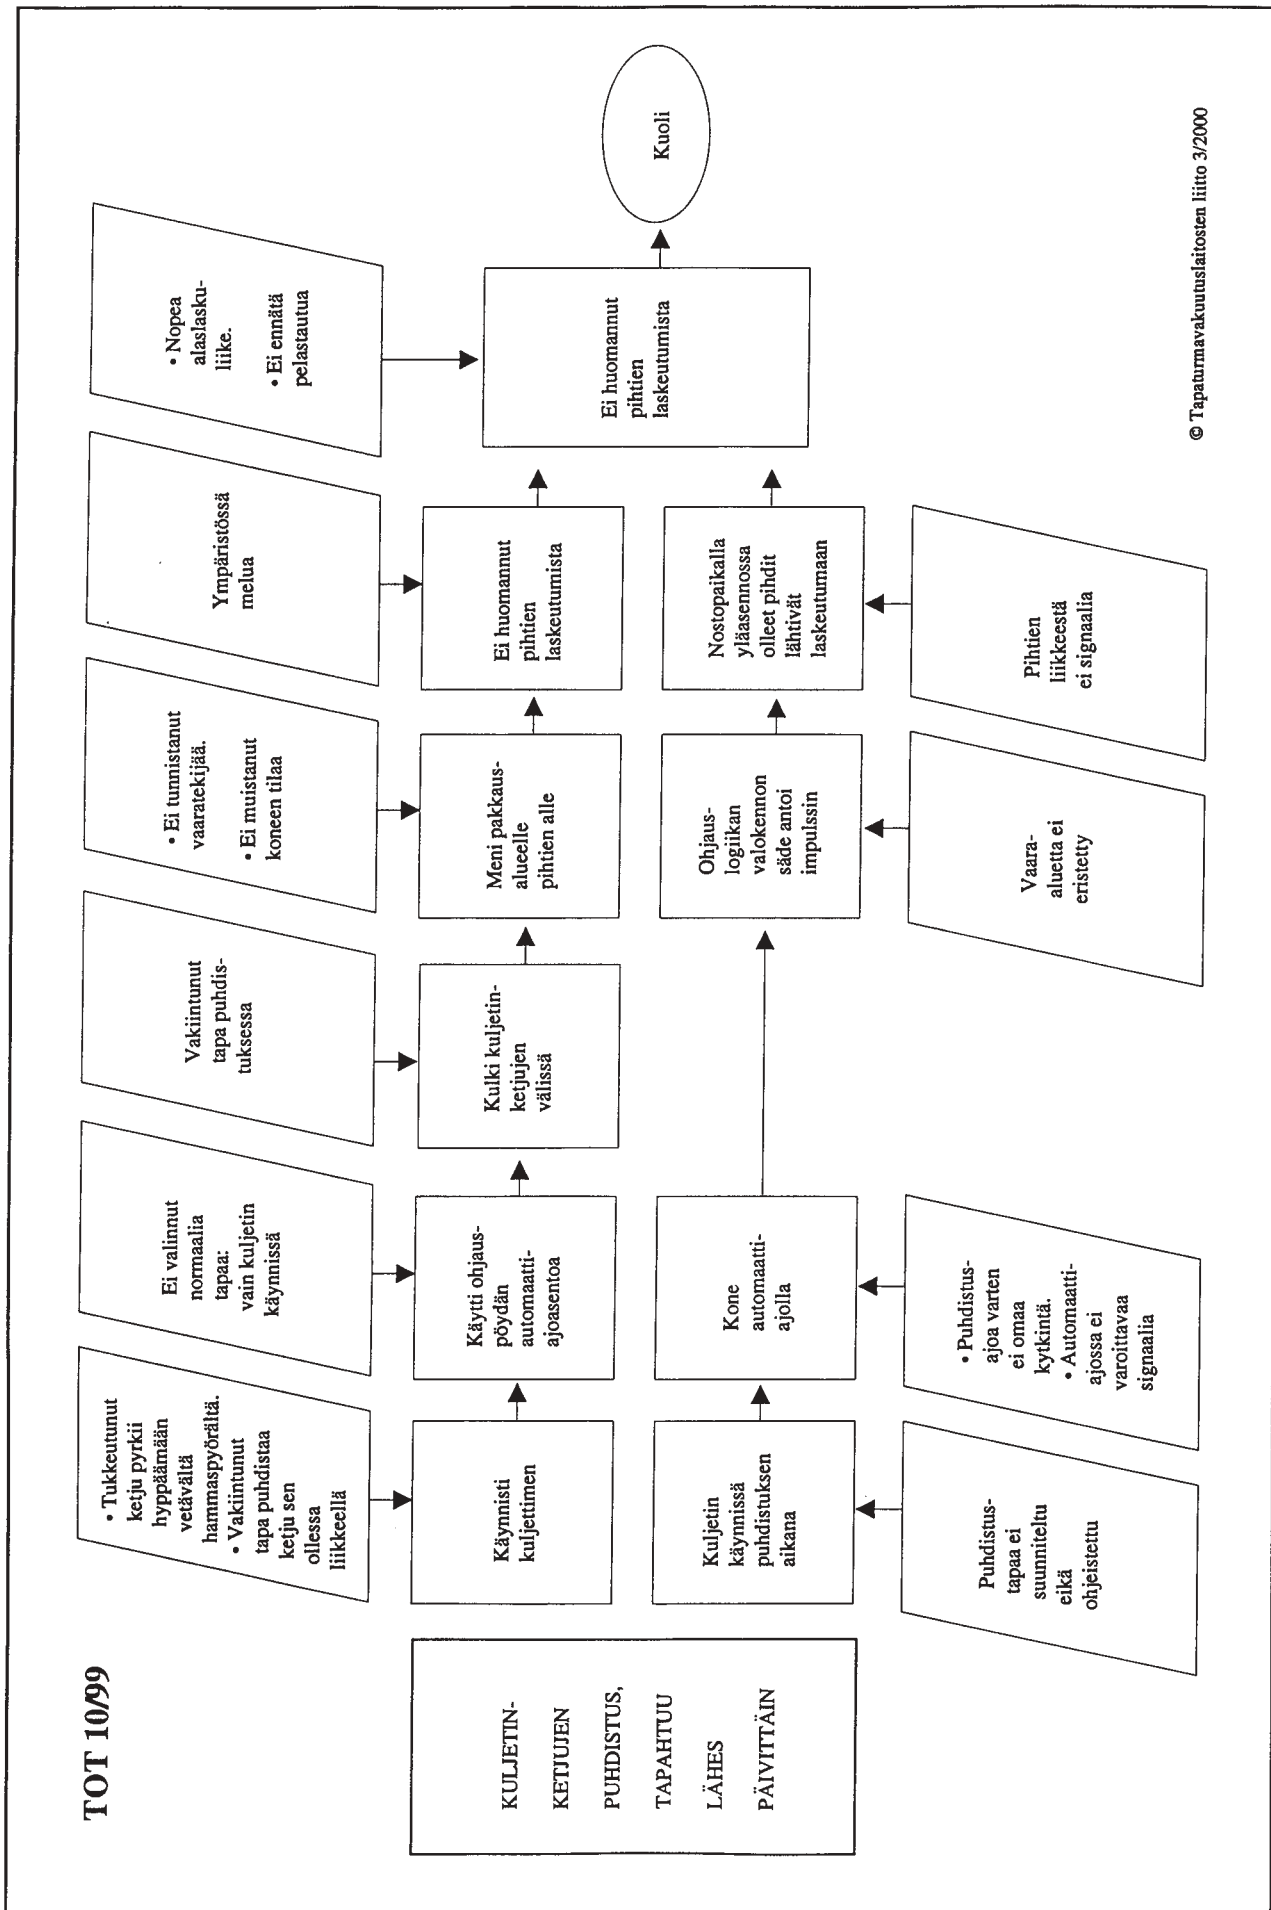 TOT 10/99
KULJETIN-
KETJUJEN
PUHDISTUS,
TAPAHTUU
LÄHES
PÄIVITTÄIN
• Tukkeutunut
ketju pyrkii
hyppäämään
vetävältä
hammaspyörältä.
• Vakiintunut
tapa puhdistaa
ketju sen
ollessa
liikkeellä
Ei valinnut
normaalia
tapaa:
vain kuljetin
käynnissä
Vakiintunut
tapa puhdis-
tuksessa
• Ei tunnistanut
vaaratekijää.
• Ei muistanut
koneen tilaa
Ympäristössä
melua
• Nopea
alaslasku-
liike.
• Ei ennätä
pelastautua
Käynnisti
kuljettimen
Käytti ohjaus-
pöydän
automaatti-
ajoasentoa
Kulki kuljetin-
ketjujen
välissä
Meni pakkaus-
alueelle
pihtien alle
Ei huomannut
pihtien
laskeutumista
Ei huomannut
pihtien
laskeutumista
Kuoli
Kuljetin
käynnissä
puhdistuksen
aikana
Kone
automaatti-
ajolla
Ohjaus-
logiikan
valokennon
säde antoi
impulssin
Nostopaikalla
yläasennossa
olleet pihdit
lähtivät
laskeutumaan
Puhdistus-
tapaa ei
suunniteltu
eikä
ohjeistettu
• Puhdistus-
ajoa varten
ei omaa
kytkintä.
• Automaatti-
ajossa ei
varoittavaa
signaalia
Vaara-
aluetta ei
eristetty
Pihtien
liikkeestä
ei signaalia
© Tapaturmavakuutuslaitosten liitto 3/2000